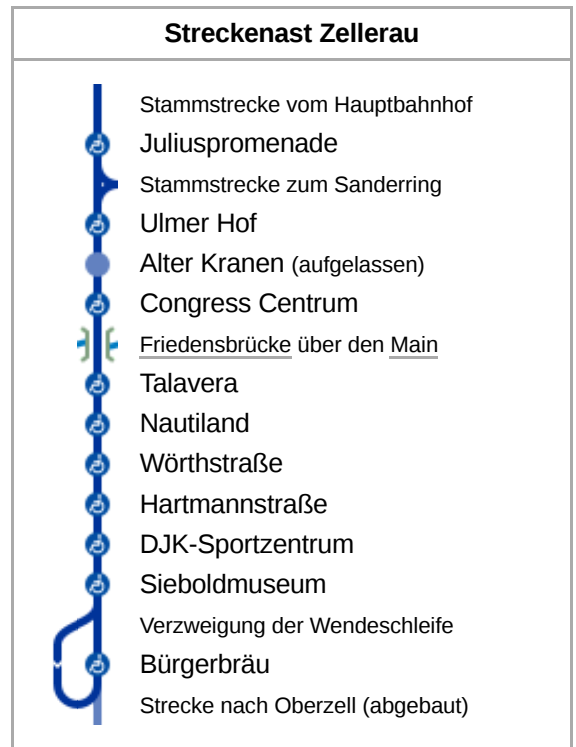 Streckenast Zellerau
Stammstrecke vom Hauptbahnhof
Juliuspromenade
Stammstrecke zum Sanderring
Ulmer Hof
Alter Kranen (aufgelassen)
Congress Centrum
Friedensbrücke über den Main
Talavera
Nautiland
Wörthstraße
Hartmannstraße
DJK-Sportzentrum
Sieboldmuseum
Verzweigung der Wendeschleife
Bürgerbräu
Strecke nach Oberzell (abgebaut)